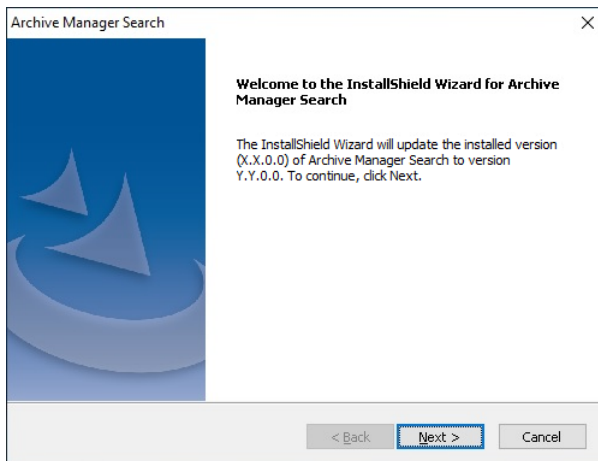 Archive Manager Search
Welcome to the InstallShield Wizard for Archive
Manager Search
The InstallShield Wizard will update the installed version
(X.X.0.0) of Archive Manager Search to version
Y.Y.0.0. To continue, click Next.
< Back
Next >
Cancel